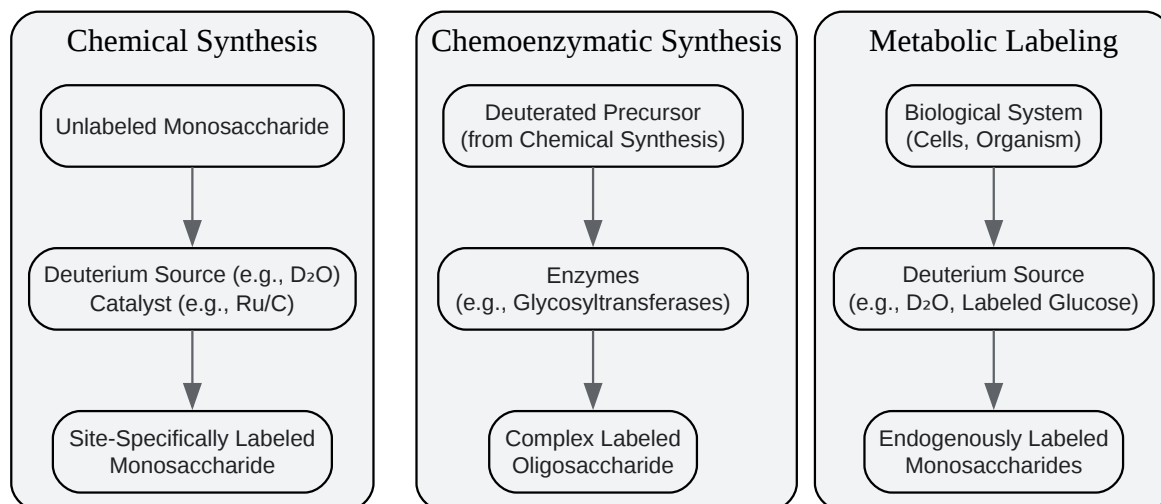 Chemical Synthesis
Unlabeled Monosaccharide
Deuterium Source (e.g., D₂O)
Catalyst (e.g., Ru/C)
Site-Specifically Labeled
Monosaccharide
Chemoenzymatic Synthesis
Deuterated Precursor
(from Chemical Synthesis)
Enzymes
(e.g., Glycosyltransferases)
Complex Labeled
Oligosaccharide
Metabolic Labeling
Biological System
(Cells, Organism)
Deuterium Source
(e.g., D₂O, Labeled Glucose)
Endogenously Labeled
Monosaccharides